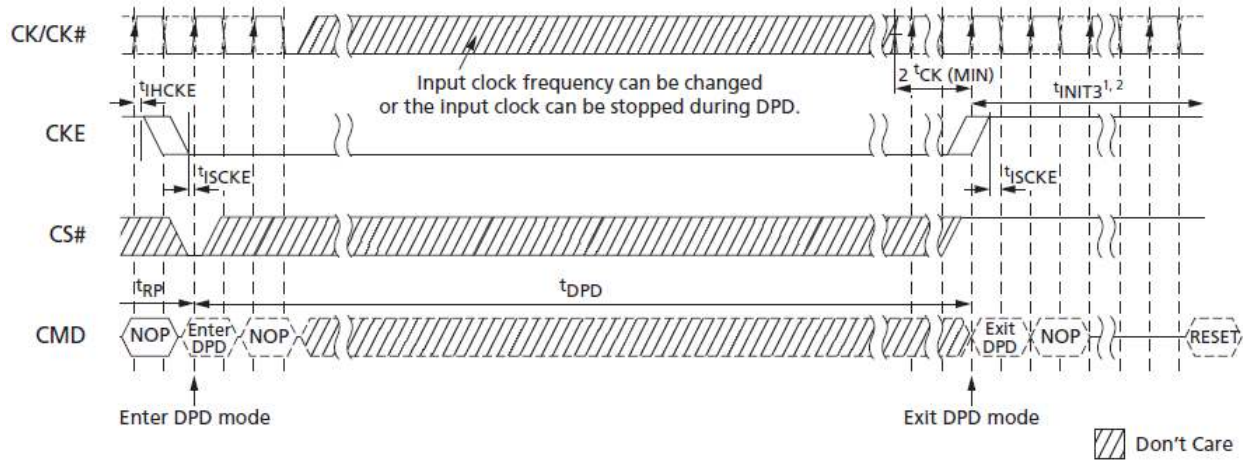 CK/CK#
Input clock frequency can be changed
or the input clock can be stopped during DPD.
2 tCK (MIN)
tINIT31, 2
tIHCKE
CKE
tISCKE
tISCKE
CS#
tRP
tDPD
CMD
NOP
Enter
DPD
NOP
Exit
DPD
NOP
RESET
Enter DPD mode
Exit DPD mode
Don't Care